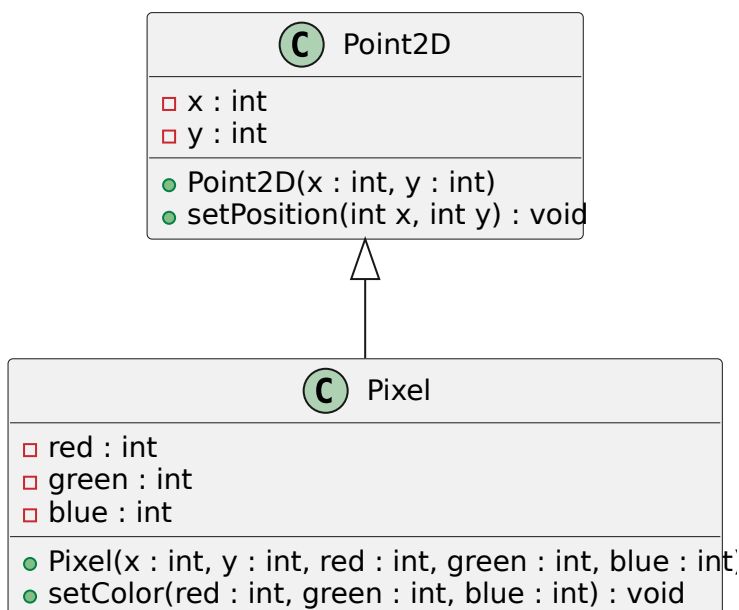 C Point2D
x : int
y : int
Point2D(x : int, y : int)
setPosition(int x, int y) : void
C Pixel
red : int
green : int
blue : int
Pixel(x : int, y : int, red : int, green : int, blue : int)
setColor(red : int, green : int, blue : int) : void